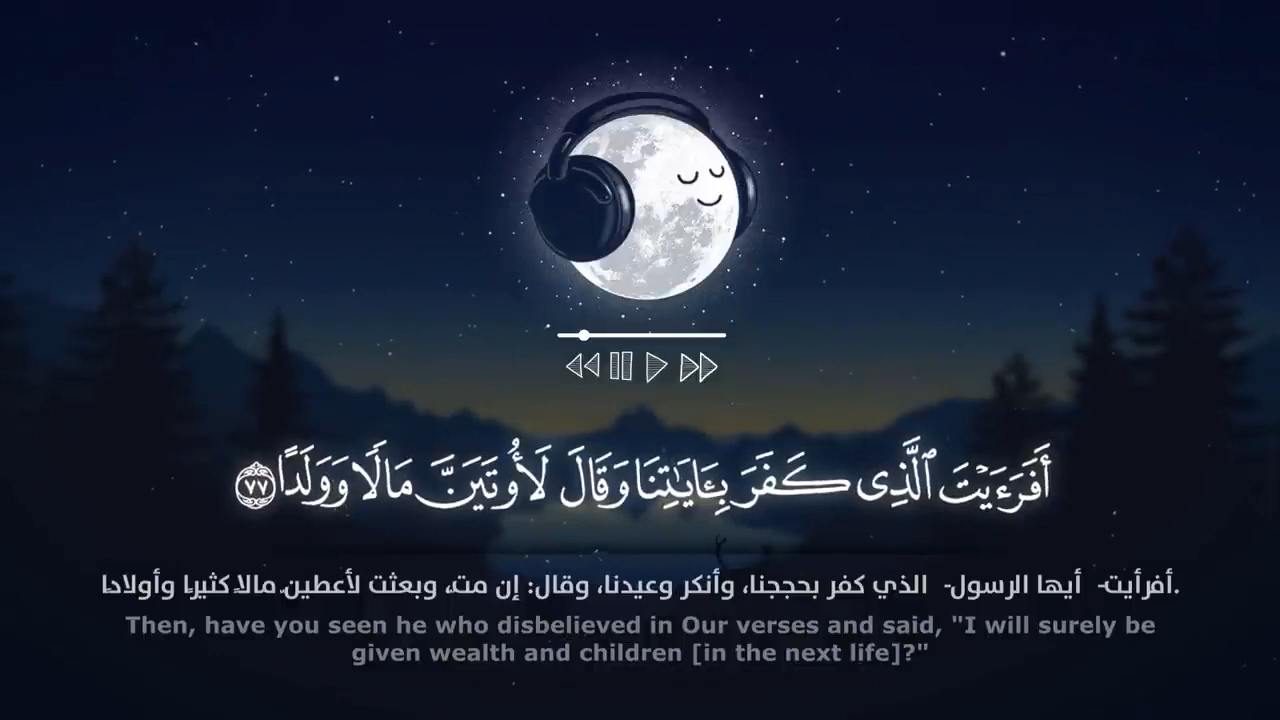 أَفَرَءَيْتَ ٱلَّذِى كَفَرَ بِـَٔايَـٰتِنَا وَقَالَ لَأُوتَيَنَّ مَالًا وَوَلَدًا ٧٧
أفرأيت- أيها الرسول- الذي كفر بحججنا، وأنكر وعيدنا، وقال: إن مت، وبعثت لأعطين مالا كثيرا وأولادا.
Then, have you seen he who disbelieved in Our verses and said, "I will surely be
given wealth and children [in the next life]?"